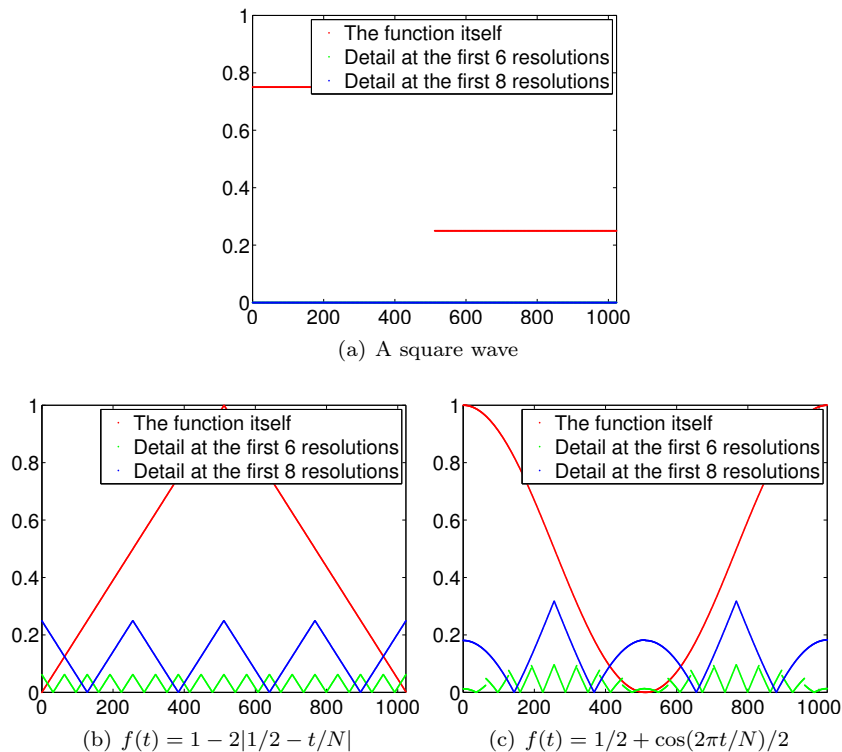 1
0.8
0.6
0.4
0.2
0
0 200 400 600 800 1000
The function itself
Detail at the first 6 resolutions
Detail at the first 8 resolutions
(a) A square wave
1
0.8
0.6
0.4
0.2
0
0 200 400 600 800 1000
The function itself
Detail at the first 6 resolutions
Detail at the first 8 resolutions
(b) f(t) = 1 − 2|1/2 − t/N|
1
0.8
0.6
0.4
0.2
0
0 200 400 600 800 1000
The function itself
Detail at the first 6 resolutions
Detail at the first 8 resolutions
(c) f(t) = 1/2 + cos(2πt/N)/2